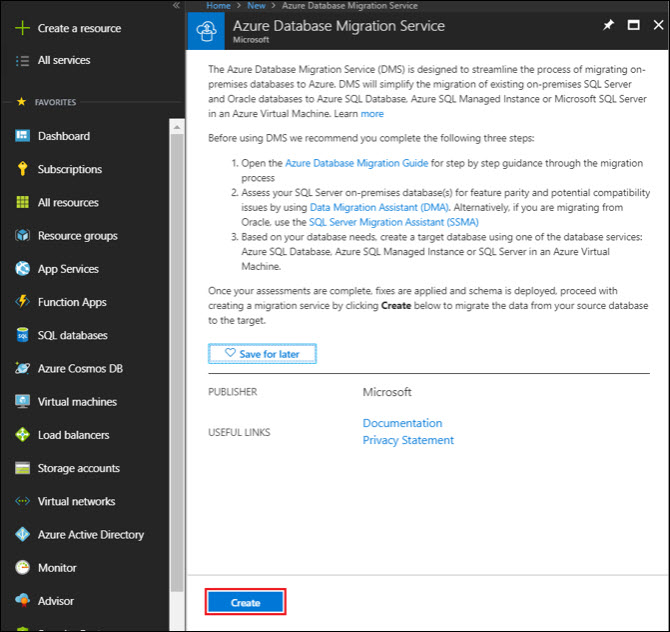 Create a resource
All services
FAVORITES
Dashboard
Subscriptions
All resources
Resource groups
App Services
Function Apps
SQL databases
Azure Cosmos DB
Virtual machines
Load balancers
Storage accounts
Virtual networks
Azure Active Directory
Monitor
Advisor
Home > New > Azure Database Migration Service
Azure Database Migration Service
Microsoft
The Azure Database Migration Service (DMS) is designed to streamline the process of migrating on-
premises databases to Azure. DMS will simplify the migration of existing on-premises SQL Server
and Oracle databases to Azure SQL Database, Azure SQL Managed Instance or Microsoft SQL Server
in an Azure Virtual Machine. Learn more
Before using DMS we recommend you complete the following three steps:
1. Open the Azure Database Migration Guide for step by step guidance through the migration
process
2. Assess your SQL Server on-premises database(s) for feature parity and potential compatibility
issues by using Data Migration Assistant (DMA). Alternatively, if you are migrating from
Oracle, use the SQL Server Migration Assistant (SSMA)
3. Based on your database needs, create a target database using one of the database services:
Azure SQL Database, Azure SQL Managed Instance or SQL Server in an Azure Virtual
Machine.
Once your assessments are complete, fixes are applied and schema is deployed, proceed with
creating a migration service by clicking Create below to migrate the data from your source database
to the target.
Save for later
PUBLISHER Microsoft
USEFUL LINKS Documentation
Privacy Statement
Create